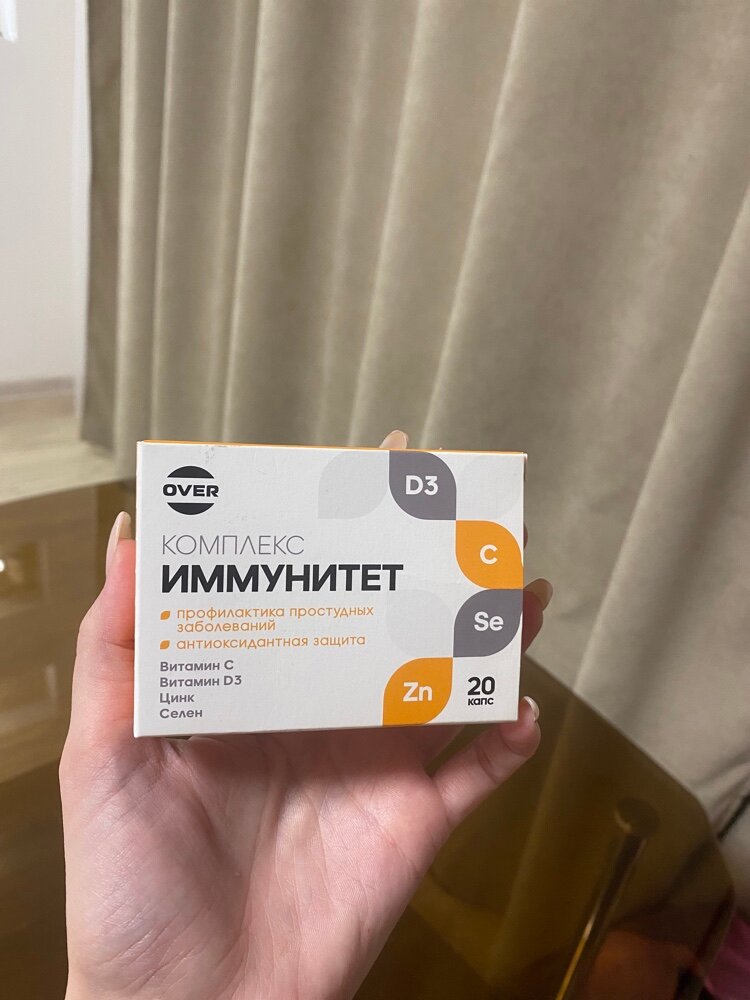 OVER
КОМПЛЕКС
ИММУНИТЕТ
профилактика простудных
заболеваний
антиоксидантная защита
Витамин С
Витамин D3
Цинк
Селен
D3
C
Se
Zn
20
капс